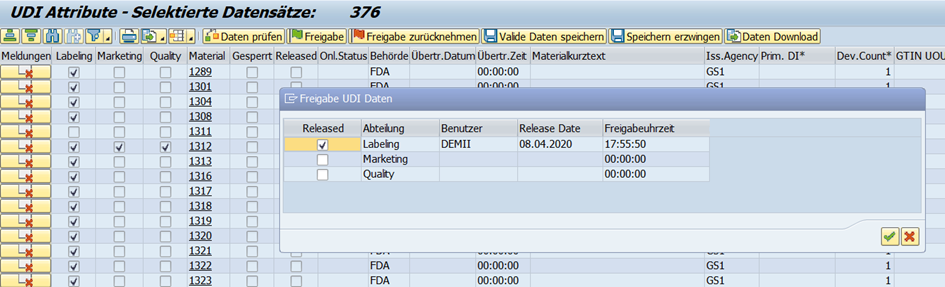 UDI Attribute - Selektierte Datensätze: 376
Daten prüfen Freigabe Freigabe zurücknehmen Valide Daten speichern Speichern erzwingen Daten Download
Meldungen Labeling Marketing Quality Material Gesperrt Released Onl.Status Behörde Übertr.Datum Übertr.Zeit Materialkurztext Iss.Agency Prim. DI* Dev.Count* GTIN UOU
1289 FDA 00:00:00 GS1 1
1301 FDA 00:00:00 GS1 1
1304
1308
1311
1312
1313
1316
1317
1318
1319
1320
1321 FDA 00:00:00 GS1 1
1322 FDA 00:00:00 GS1 1
1323 FDA 00:00:00 GS1 1
Freigabe UDI Daten
Released Abteilung Benutzer Release Date Freigabeuhrzeit
Labeling DEMII 08.04.2020 17:55:50
Marketing 00:00:00
Quality 00:00:00